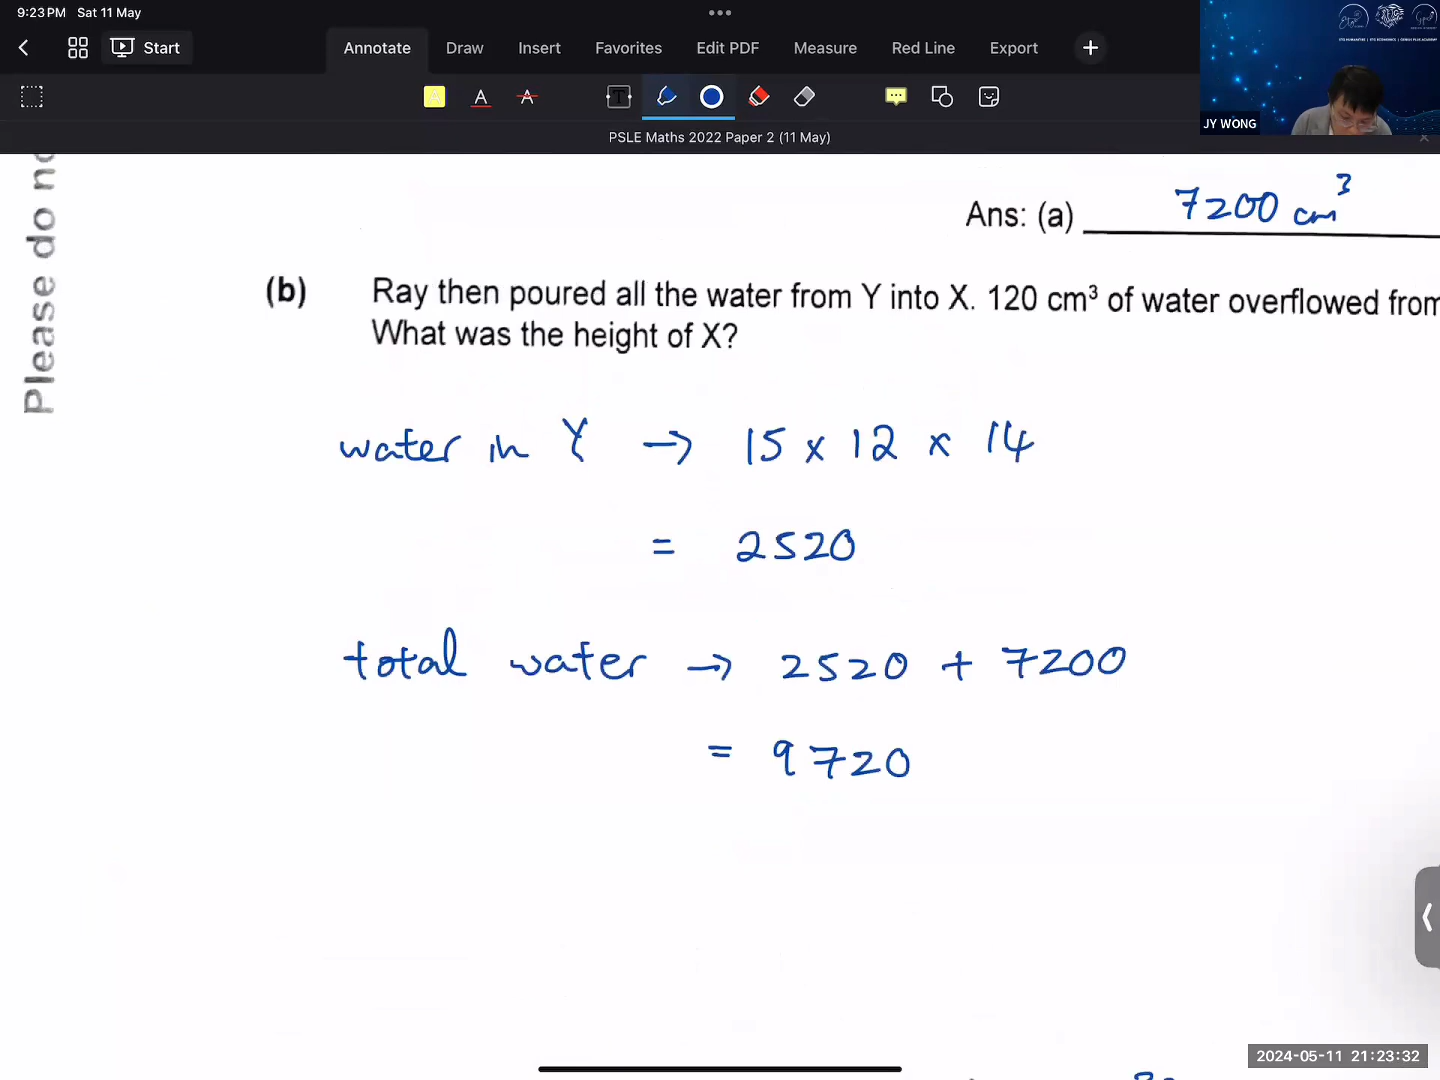 9:23 PM Sat 11 May
Start
Annotate Draw Insert Favorites Edit PDF Measure Red Line Export
PSLE Maths 2022 Paper 2 (11 May)
JY WONG
Please do
Ans: (a) 7200 cm³
(b) Ray then poured all the water from Y into X. 120 cm³ of water overflowed from
What was the height of X?
water in Y → 15 x 12 x 14
= 2520
total water → 2520 + 7200
= 9720
2024-05-11 21:23:32